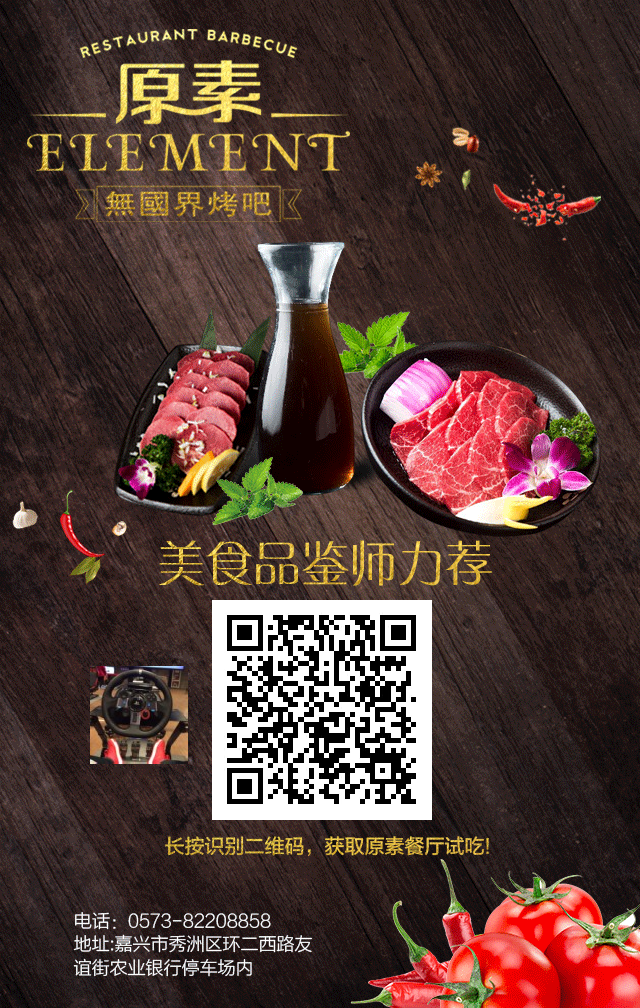 RESTAURANT BARBECUE
原素
ELEMENT
無國界烤吧
美食品鉴师力荐
长按识别二维码，获取原素餐厅试吃!
电话：0573-82208858
地址:嘉兴市秀洲区环二西路友
谊街农业银行停车场内